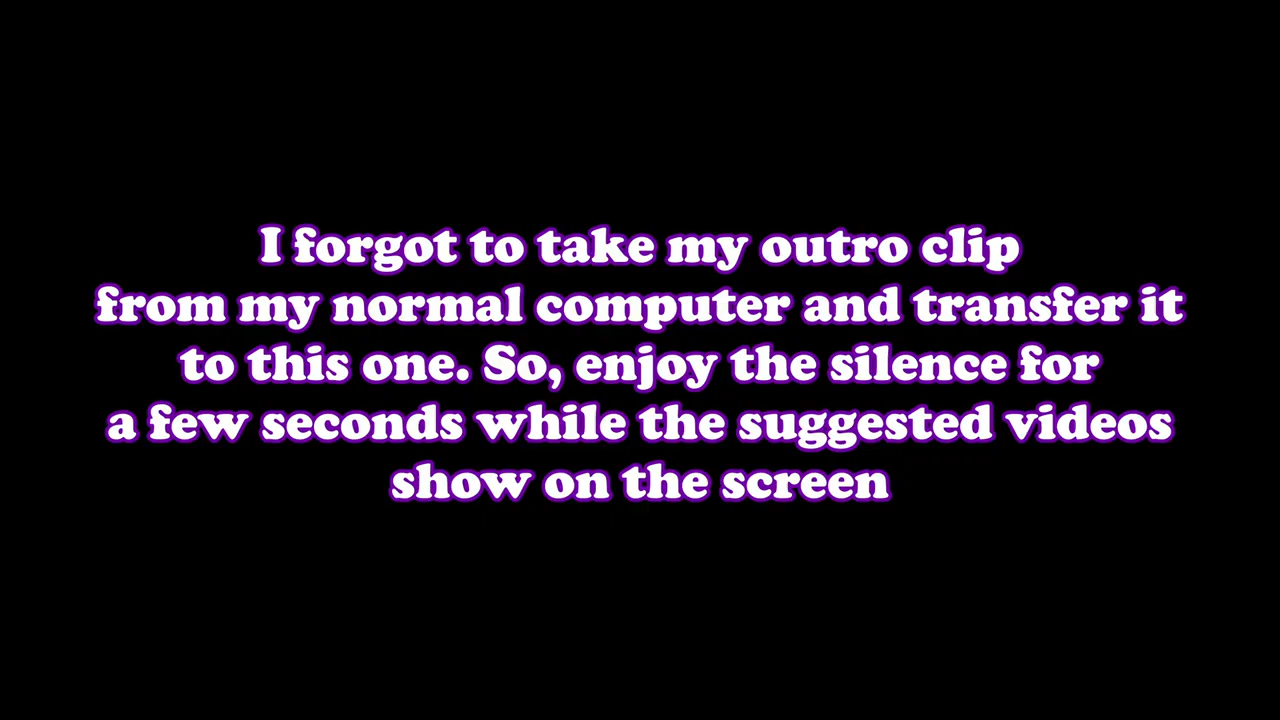 I forgot to take my outro clip
from my normal computer and transfer it
to this one. So, enjoy the silence for
a few seconds while the suggested videos
show on the screen